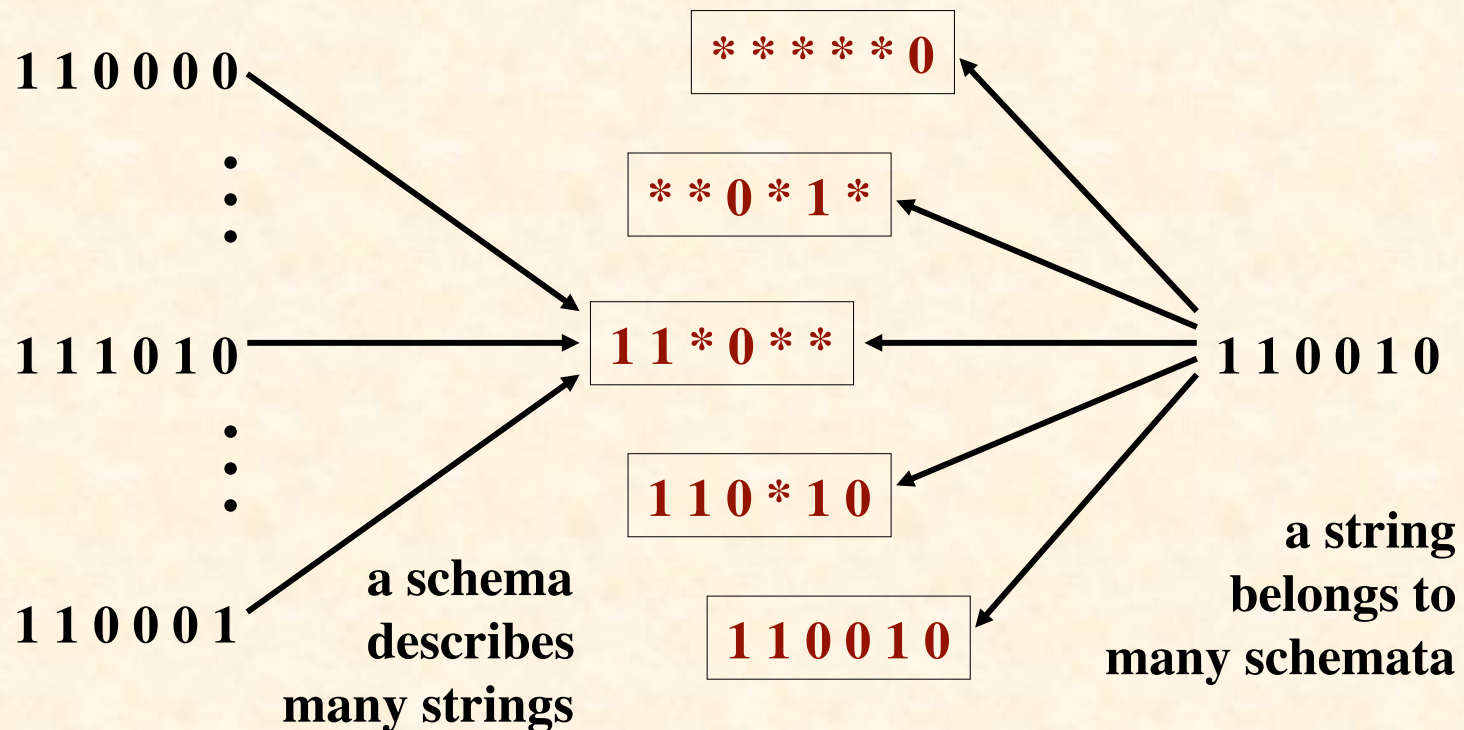 1 1 0 0 0 0
1 1 1 0 1 0
1 1 0 0 0 1
a schema
describes
many strings
* * * * * 0
* * 0 * 1 *
1 1 * 0 * *
1 1 0 * 1 0
1 1 0 0 1 0
1 1 0 0 1 0
a string
belongs to
many schemata